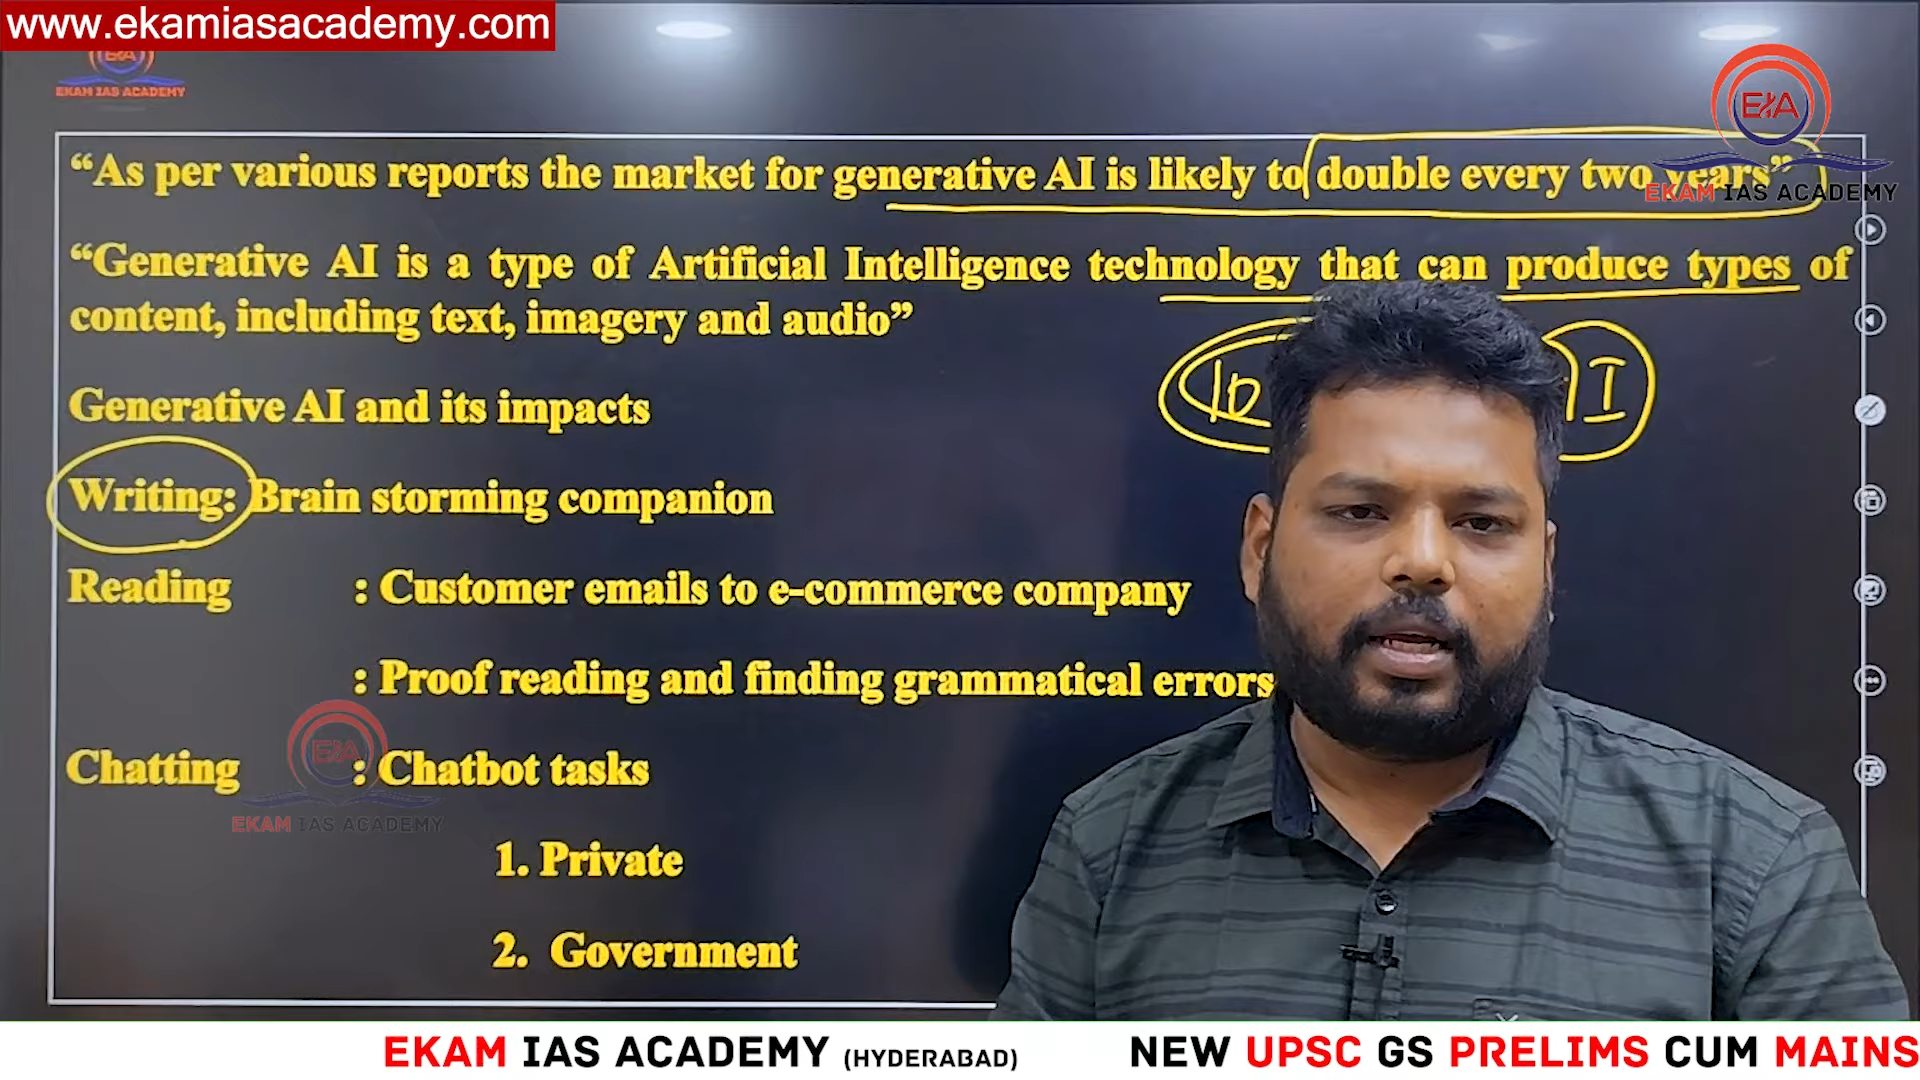 www.ekamiasacademy.com
EKAM IAS ACADEMY
EKAM IAS ACADEMY
“As per various reports the market for generative AI is likely to double every two years”
“Generative AI is a type of Artificial Intelligence technology that can produce types of
content, including text, imagery and audio”
Generative AI and its impacts
Writing: Brain storming companion
Reading : Customer emails to e-commerce company
: Proof reading and finding grammatical errors
Chatting : Chatbot tasks
EKAM IAS ACADEMY
1. Private
2. Government
EKAM IAS ACADEMY (HYDERABAD) NEW UPSC GS PRELIMS CUM MAINS